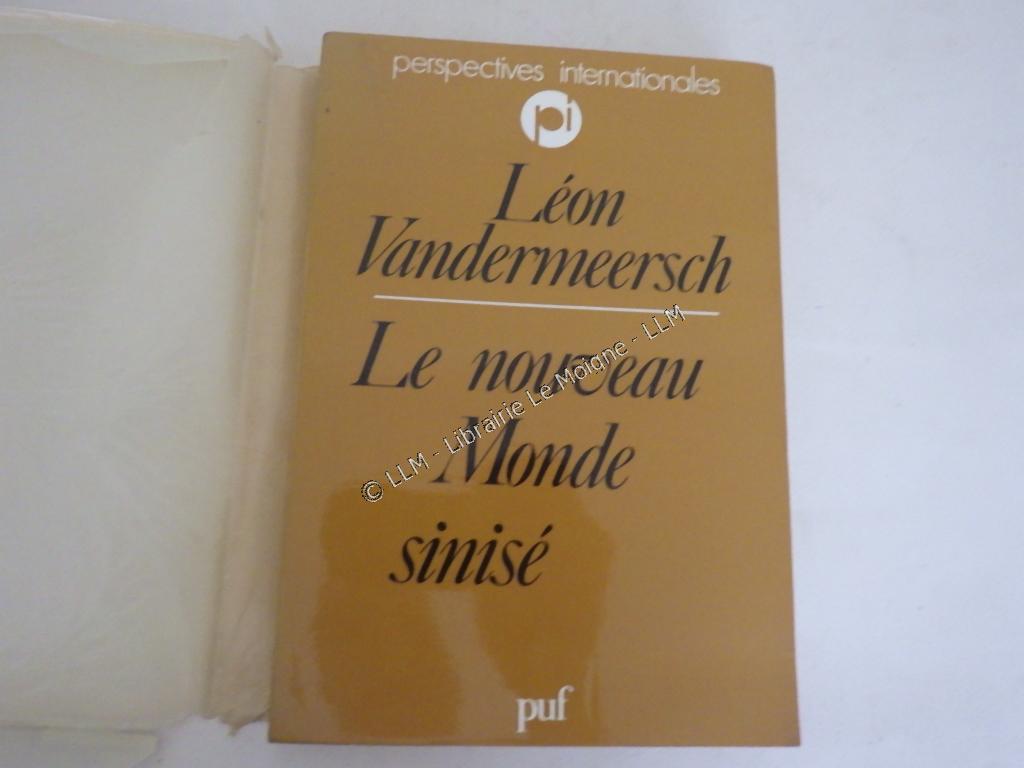 perspectives internationales
pi
Léon
Vandermeersch
Le nouveau
Monde
sinisé
© LLM - Librairie Le Moigne - LLM
puf